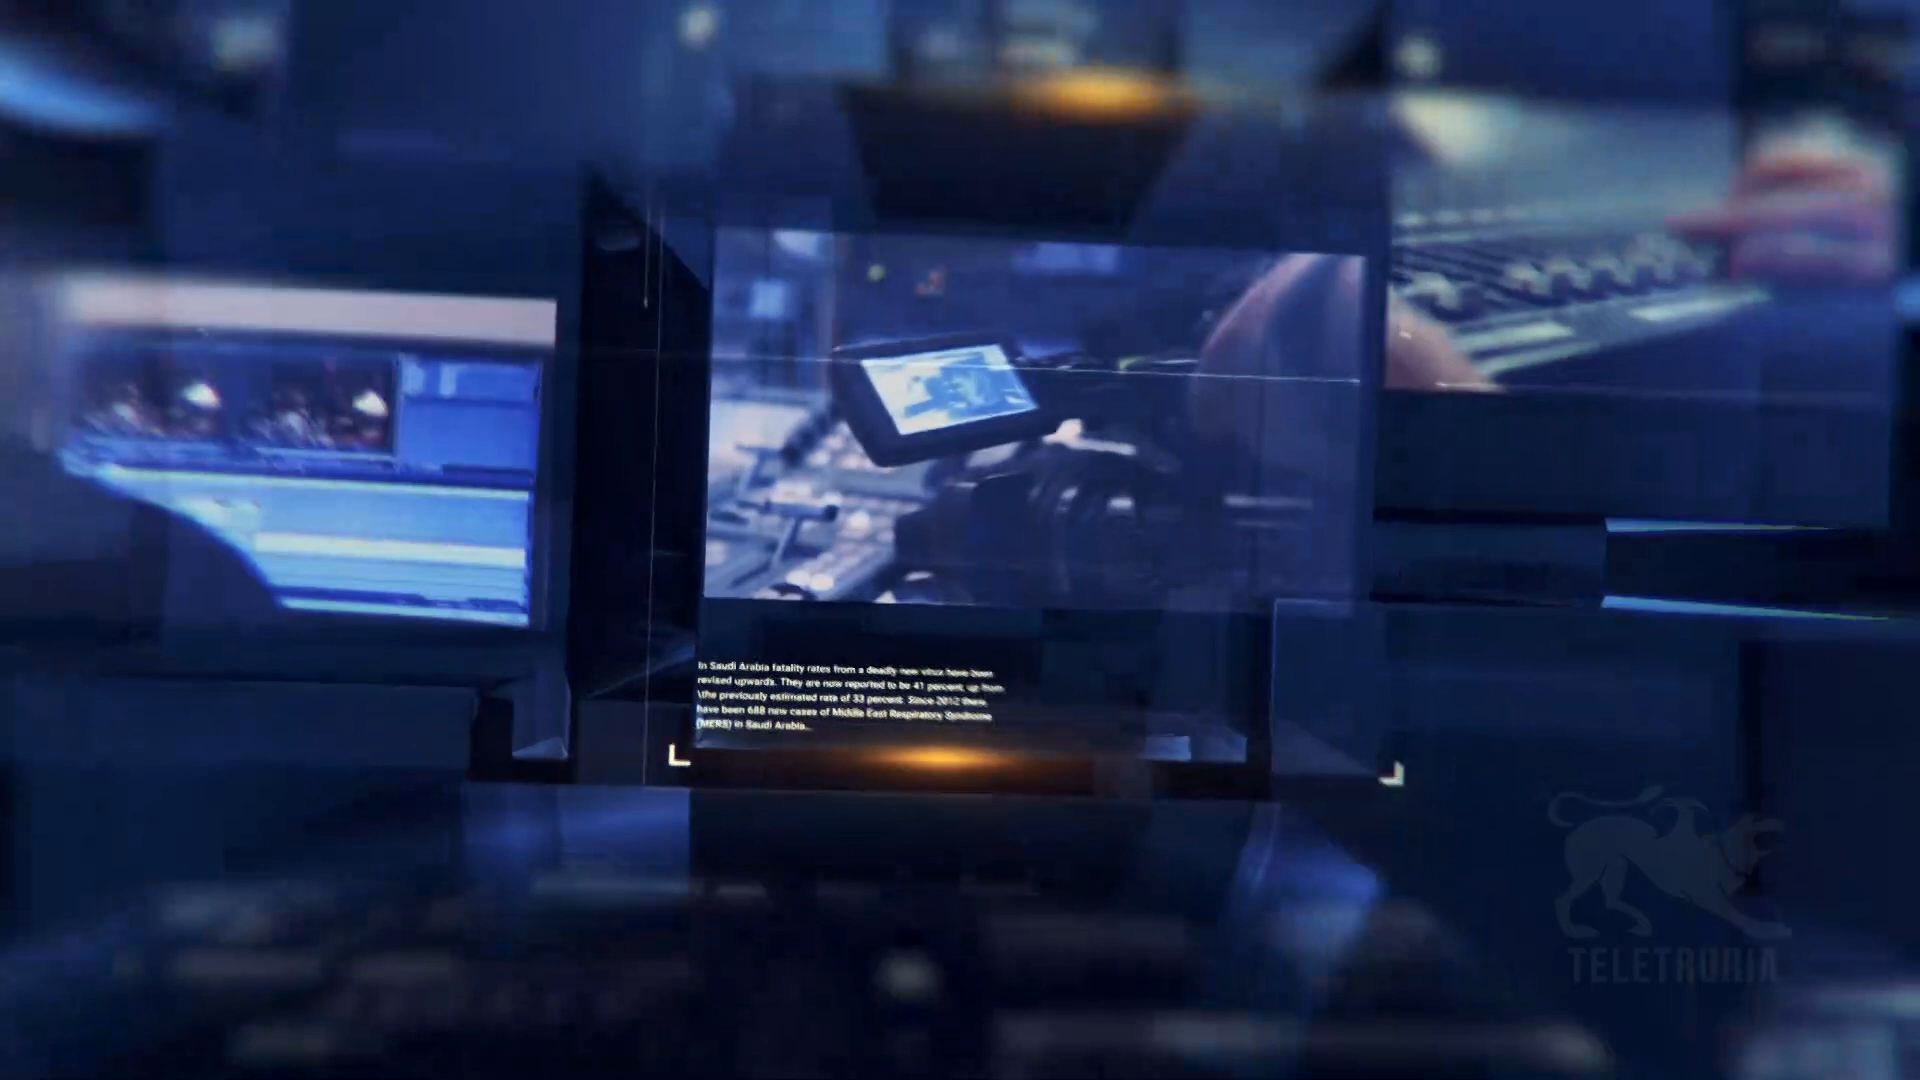 In Saudi Arabia fatality rates from a deadly new virus have been
revised upwards. They are now reported to be 41 percent, up from
\the previously estimated rate of 33 percent. Since 2012 there
have been 688 new cases of Middle East Respiratory Syndrome
(MERS) in Saudi Arabia.
TELETRORIA